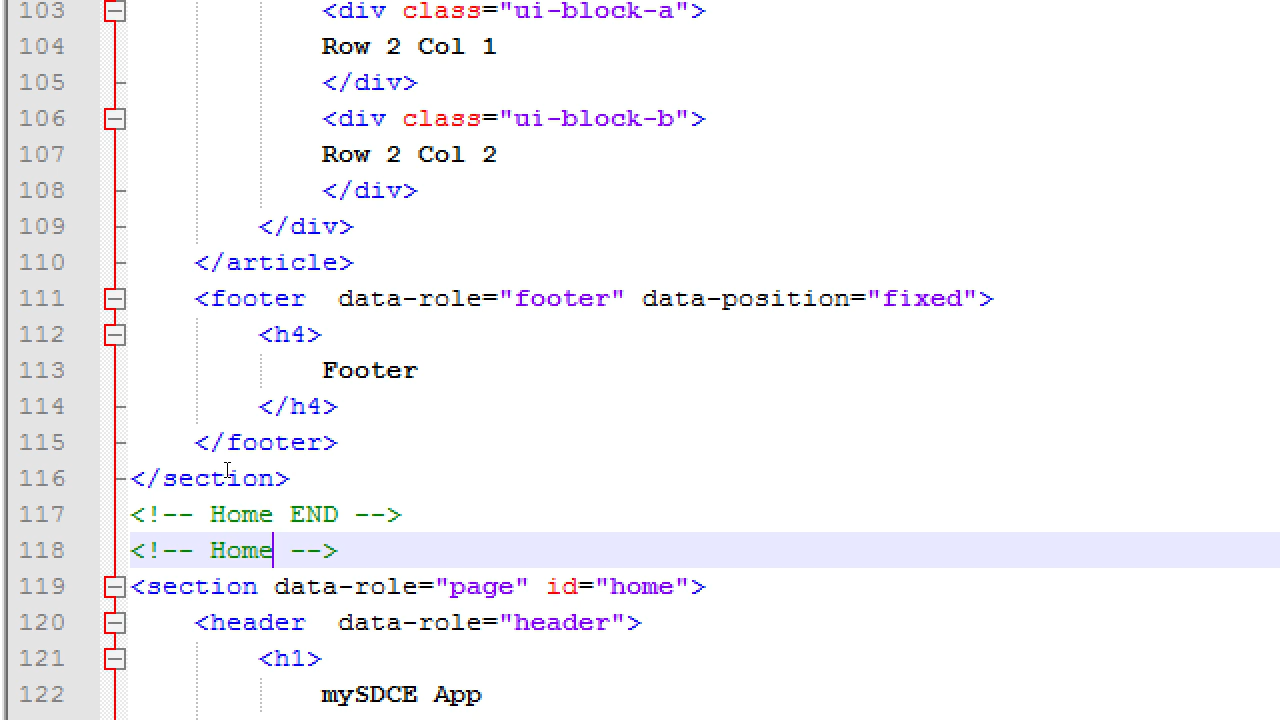 103 <div class="ui-block-a">
104 Row 2 Col 1
105 </div>
106 <div class="ui-block-b">
107 Row 2 Col 2
108 </div>
109 </div>
110 </article>
111 <footer  data-role="footer" data-position="fixed">
112 <h4>
113 Footer
114 </h4>
115 </footer>
116 </section>
117 <!-- Home END -->
118 <!-- Home -->
119 <section data-role="page" id="home">
120 <header  data-role="header">
121 <h1>
122 mySDCE App